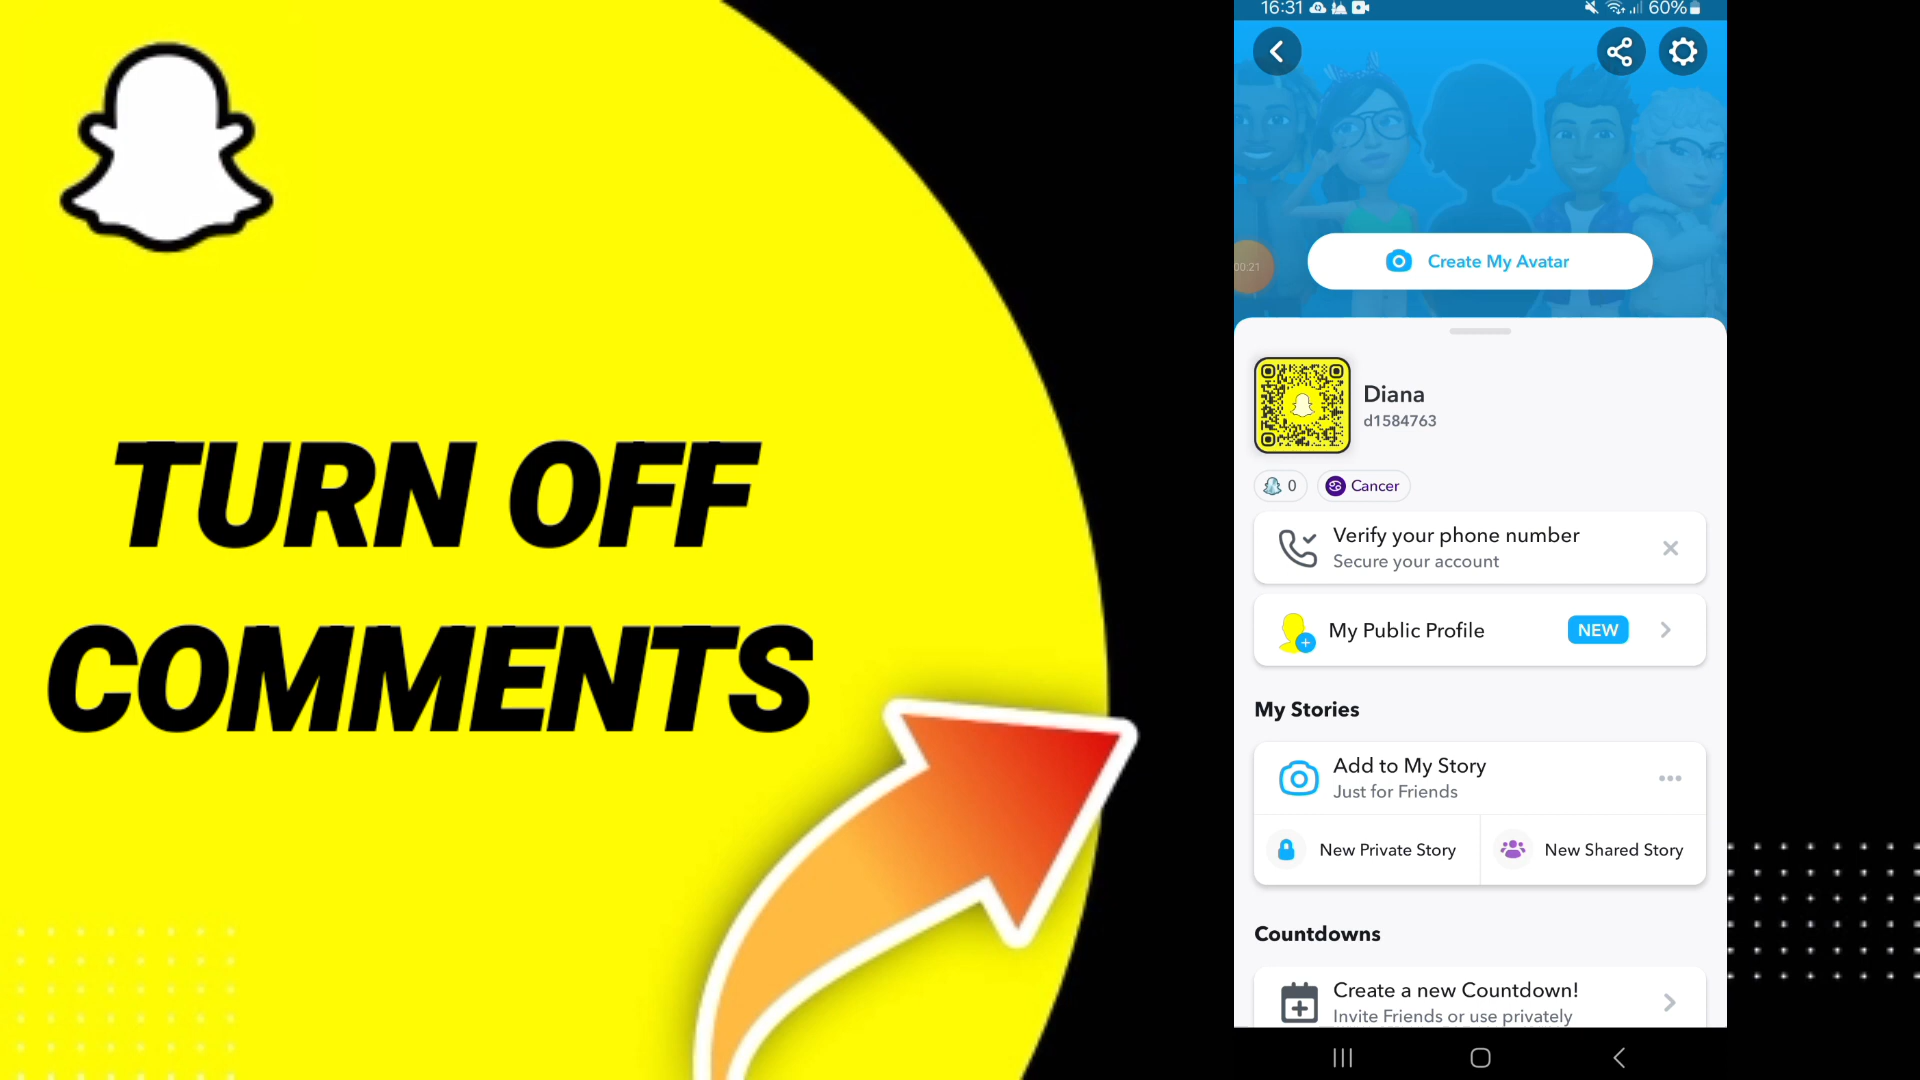 TURN OFF
COMMENTS
16:31
60%
00:21
Create My Avatar
Diana
d1584763
0
Cancer
Verify your phone number
Secure your account
My Public Profile
NEW
My Stories
Add to My Story
Just for Friends
New Private Story
New Shared Story
Countdowns
Create a new Countdown!
Invite Friends or use privately